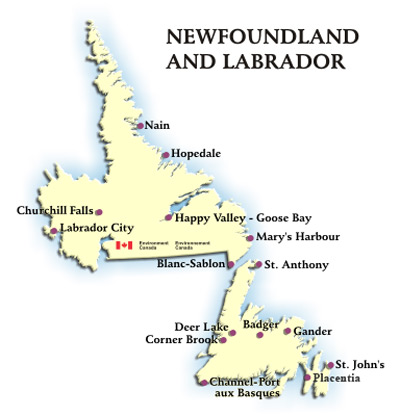 NEWFOUNDLAND
AND LABRADOR
Nain
Hopedale
Churchill Falls
Happy Valley - Goose Bay
Labrador City
Mary's Harbour
Environment
Canada
Environnement
Canada
Blanc-Sablon
St. Anthony
Deer Lake
Badger
Gander
Corner Brook
St. John's
Placentia
Channel-Port
aux Basques